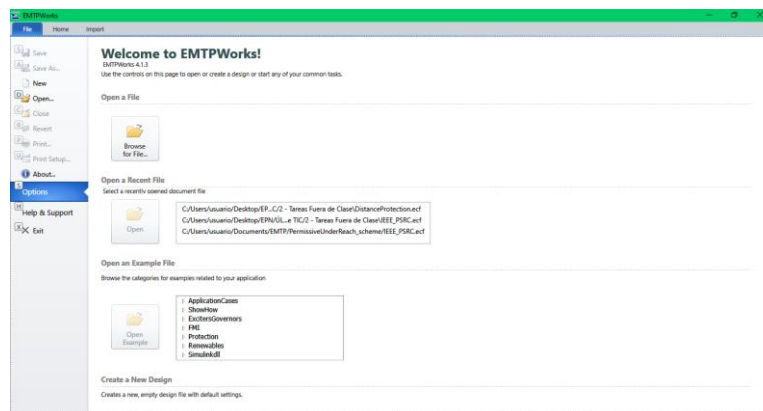 EMTPWorks
File Home Import
Save
Save As...
New
Open...
Close
Revert
Print...
Print Setup...
About...
Options
Help & Support
Exit
Welcome to EMTPWorks!
EMTPWorks 4.1.3
Use the controls on this page to open or create a design or start any of your common tasks.
Open a File
Browse
for File...
Open a Recent File
Select a recently opened document file
Open
C:/Users/usuario/Desktop/EP...C/2 - Tareas Fuera de Clase\DistanceProtection.ecf
C:/Users/usuario/Desktop/EPN/ÚL...e TIC/2 - Tareas Fuera de Clase\IEEE_PSRC.ecf
C:/Users/usuario/Documents/EMTP/PermissiveUnderReach_scheme/IEEE_PSRC.ecf
Open an Example File
Browse the categories for examples related to your application
Open
Example
ApplicationCases
ShowHow
ExcitersGovernors
FMI
Protection
Renewables
Simulinkdll
Create a New Design
Creates a new, empty design file with default settings.